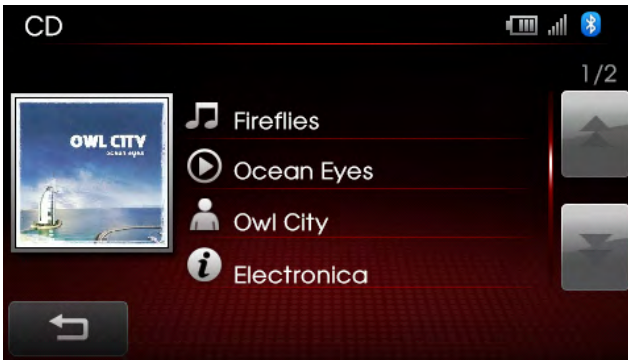 CD
1/2
OWL CITY
ocean eyes
Fireflies
Ocean Eyes
Owl City
Electronica